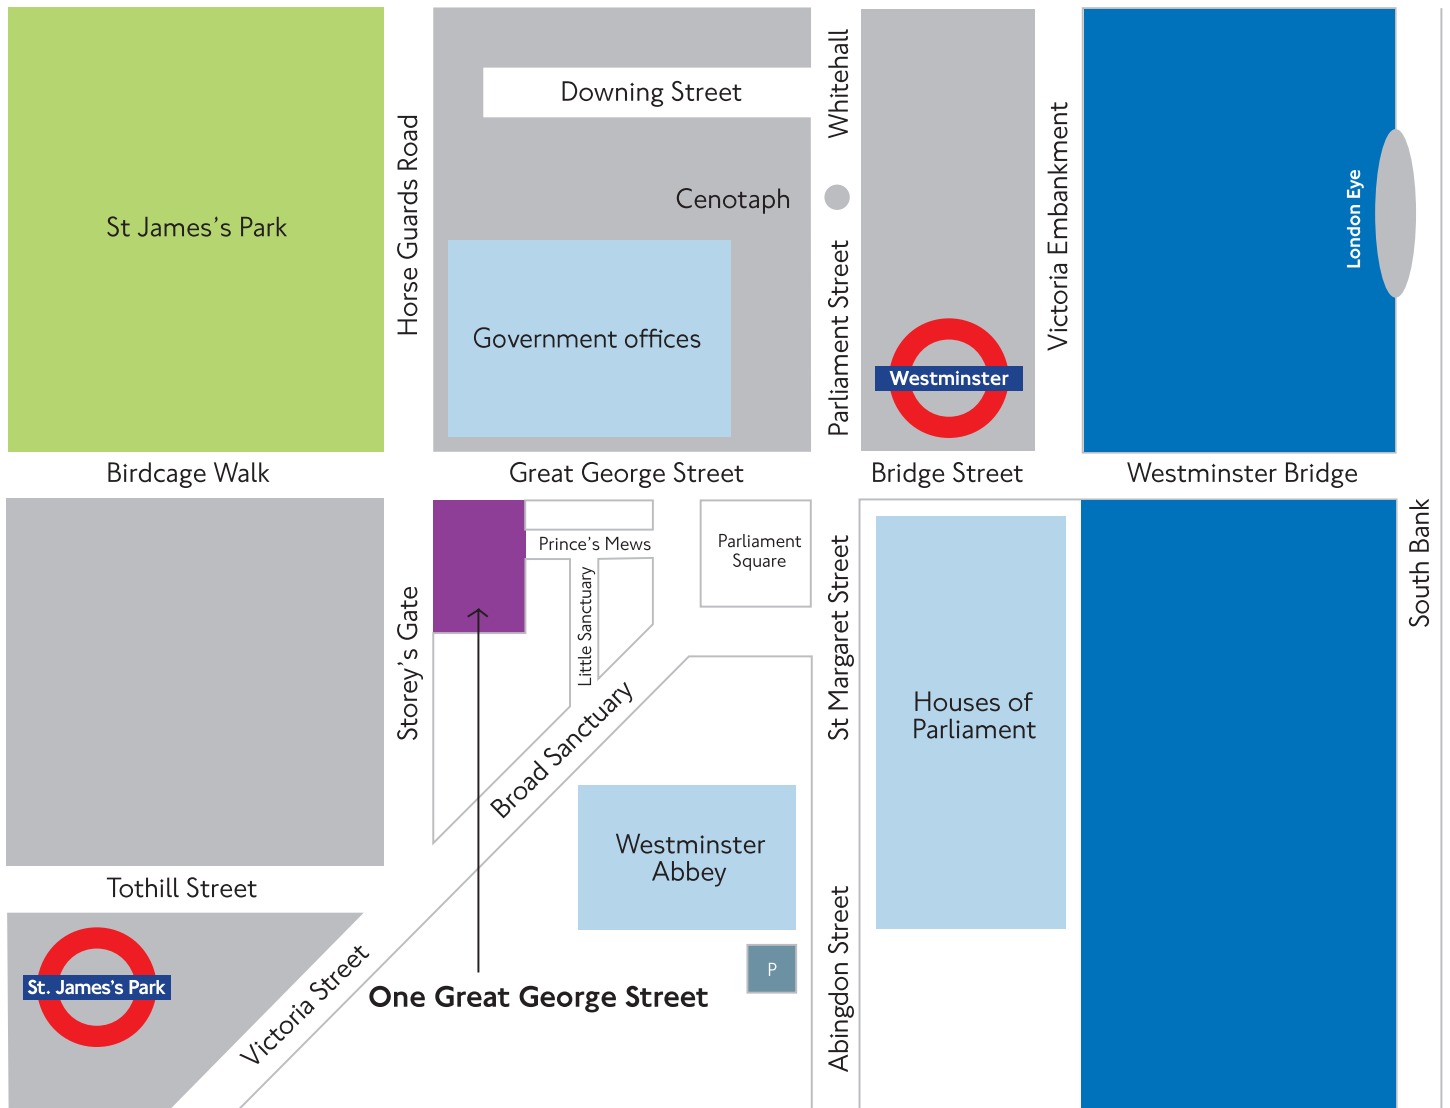 Downing Street
Whitehall
Horse Guards Road
Victoria Embankment
St James’s Park
Cenotaph
London Eye
Government offices
Parliament Street
Westminster
Birdcage Walk
Great George Street
Bridge Street
Westminster Bridge
Prince’s Mews
Parliament
Square
South Bank
Little Sanctuary
Storey’s Gate
St Margaret Street
Broad Sanctuary
Houses of
Parliament
Westminster
Abbey
Tothill Street
St. James’s Park
Victoria Street
One Great George Street
P
Abingdon Street